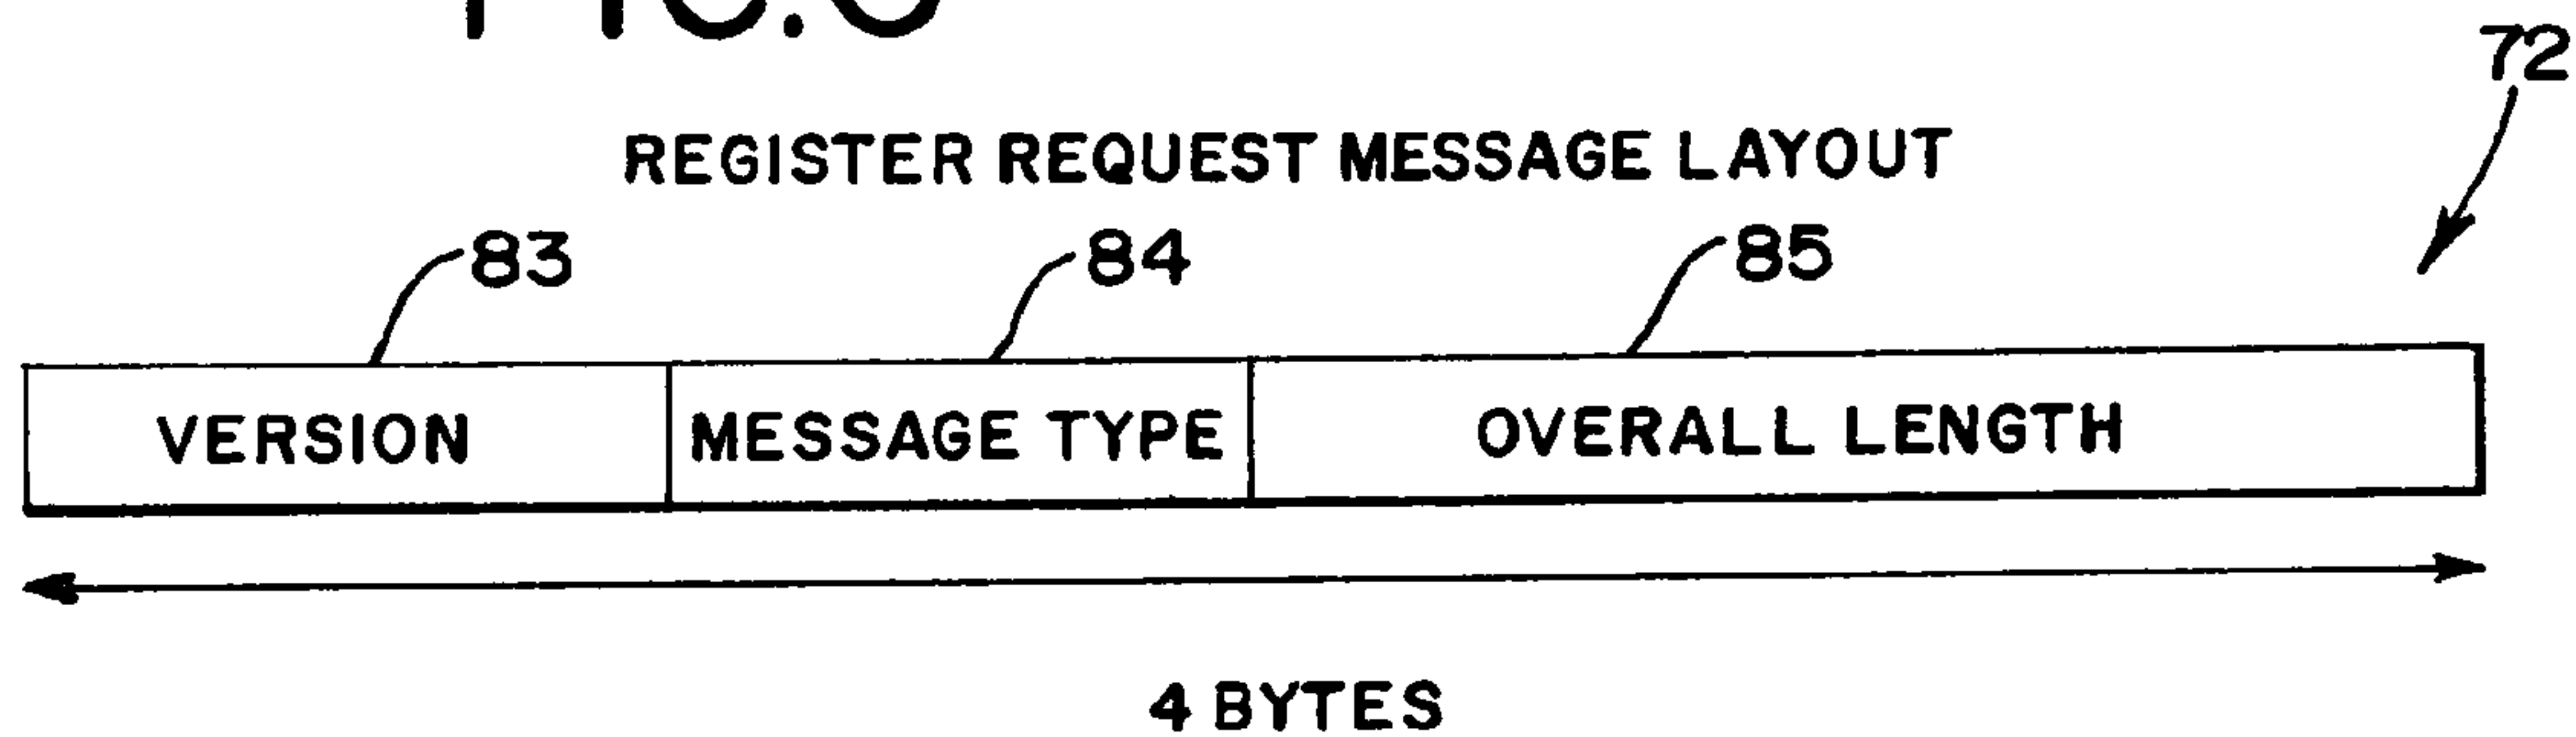 72
REGISTER REQUEST MESSAGE LAYOUT
83 84 85
VERSION MESSAGE TYPE OVERALL LENGTH
4 BYTES